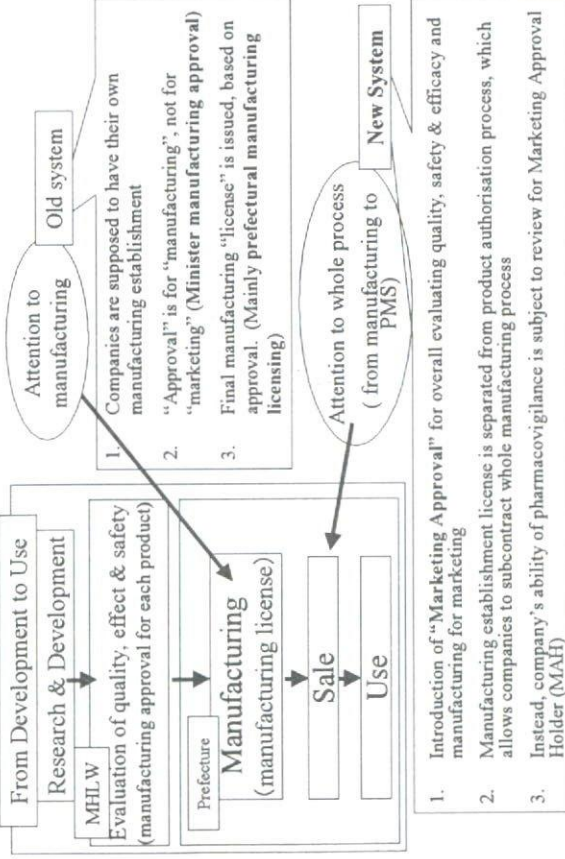 From Development to Use
Research & Development
MHLW
Evaluation of quality, effect & safety
(manufacturing approval for each product)
Prefecture
Manufacturing
(manufacturing license)
Sale
Use
Attention to
manufacturing
Old system
1. Companies are supposed to have their own
manufacturing establishment
2. “Approval” is for “manufacturing”, not for
“marketing” (Minister manufacturing approval)
3. Final manufacturing “license” is issued, based on
approval. (Mainly prefectural manufacturing
licensing)
Attention to whole process
( from manufacturing to
PMS)
New System
1. Introduction of “Marketing Approval” for overall evaluating quality, safety & efficacy and
manufacturing for marketing
2. Manufacturing establishment license is separated from product authorisation process, which
allows companies to subcontract whole manufacturing process
3. Instead, company’s ability of pharmacovigilance is subject to review for Marketing Approval
Holder (MAH)